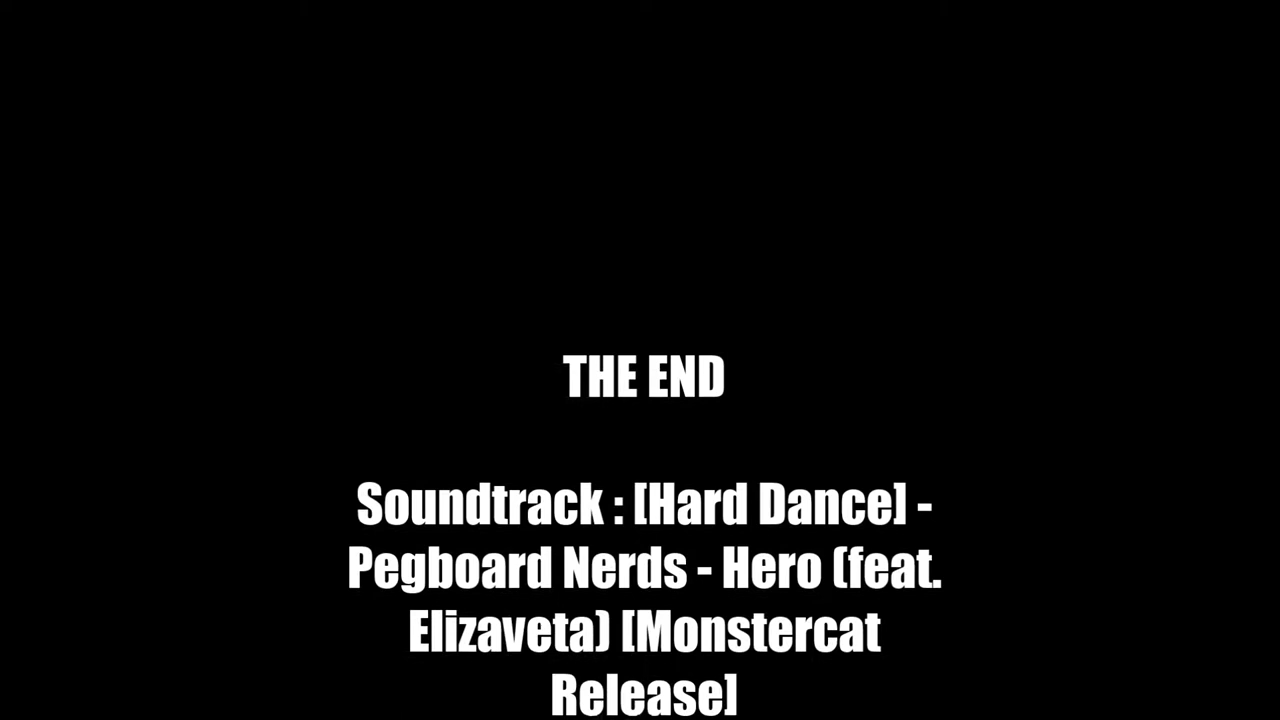 THE END
Soundtrack : [Hard Dance] -
Pegboard Nerds - Hero (feat.
Elizaveta) [Monstercat
Release]